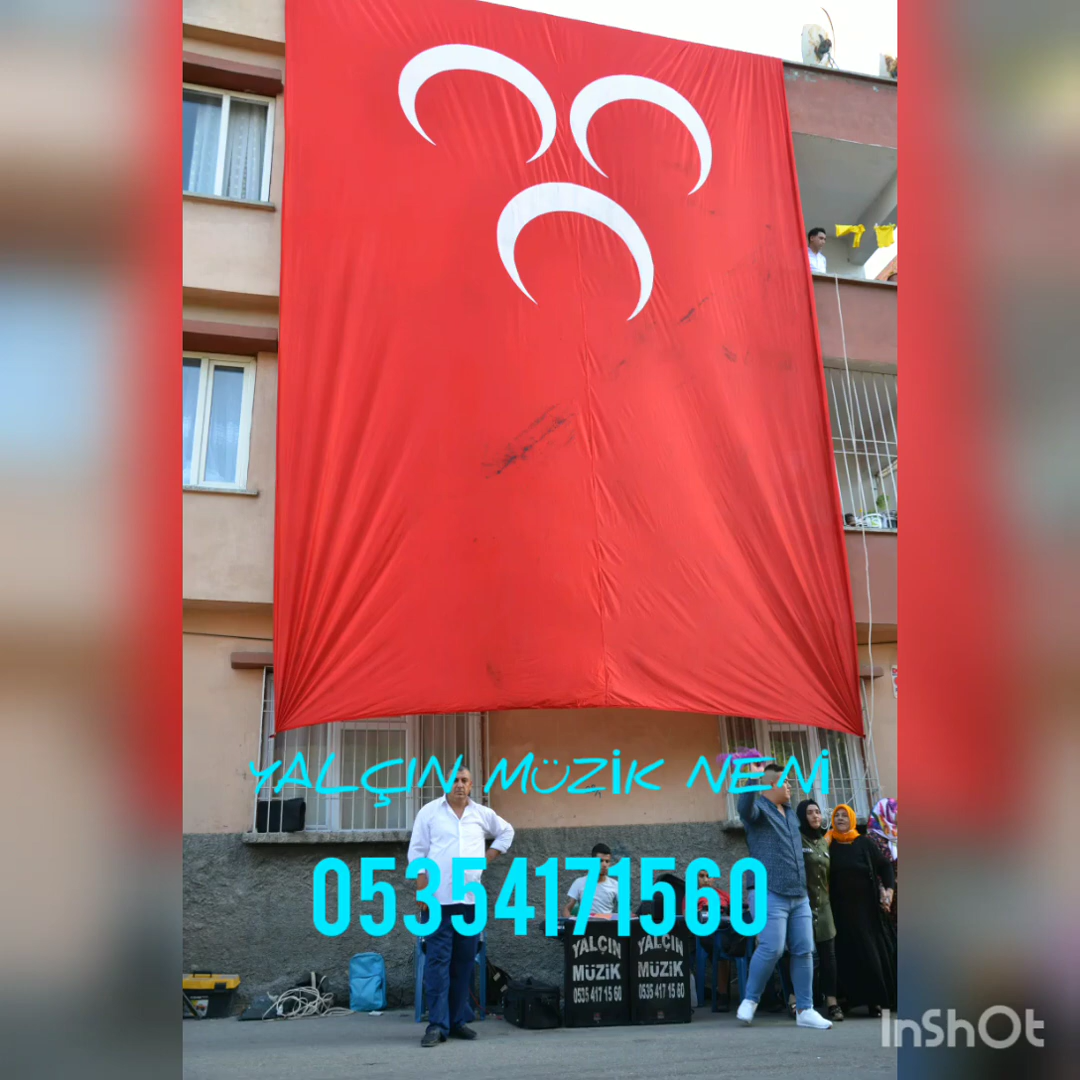 YALÇIN MÜZİK NENİ
05354171560
YALÇIN
MÜZİK
0535 417 15 60
YALÇIN
MÜZİK
0535 417 15 60
InShOt